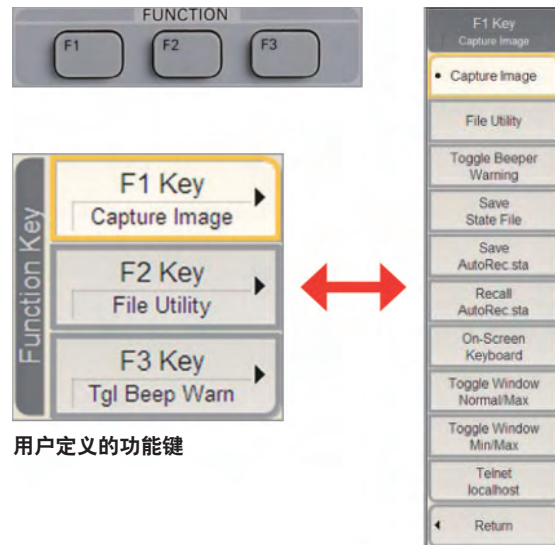 FUNCTION
F1
F2
F3
Function Key
F1 Key
Capture Image
F2 Key
File Utility
F3 Key
Tgl Beep Warn
用户定义的功能键
F1 Key
Capture Image
Capture Image
File Utility
Toggle Beeper
Warning
Save
State File
Save
AutoRec.sta
Recall
AutoRec.sta
On-Screen
Keyboard
Toggle Window
Normal/Max
Toggle Window
Min/Max
Telnet
localhost
Return